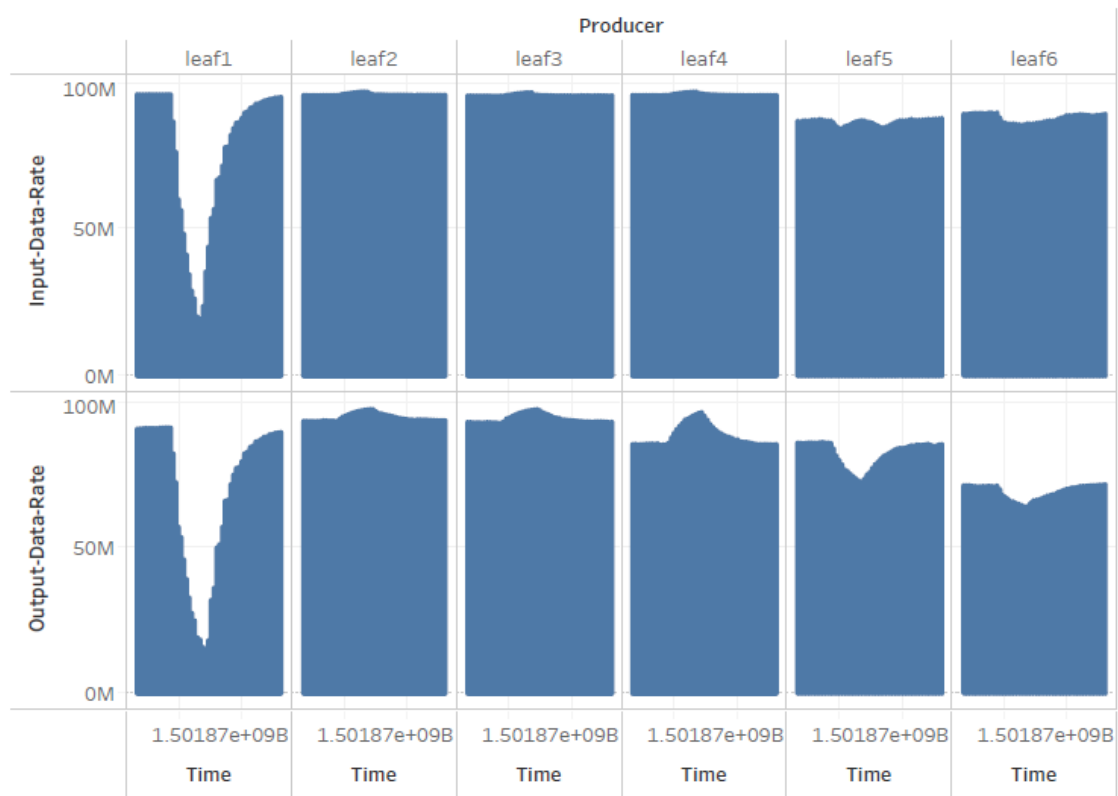 Producer
leaf1 leaf2 leaf3 leaf4 leaf5 leaf6
100M
50M
0M
Input-Data-Rate
100M
50M
0M
Output-Data-Rate
1.50187e+09B 1.50187e+09B 1.50187e+09B 1.50187e+09B 1.50187e+09B 1.50187e+09B
Time Time Time Time Time Time